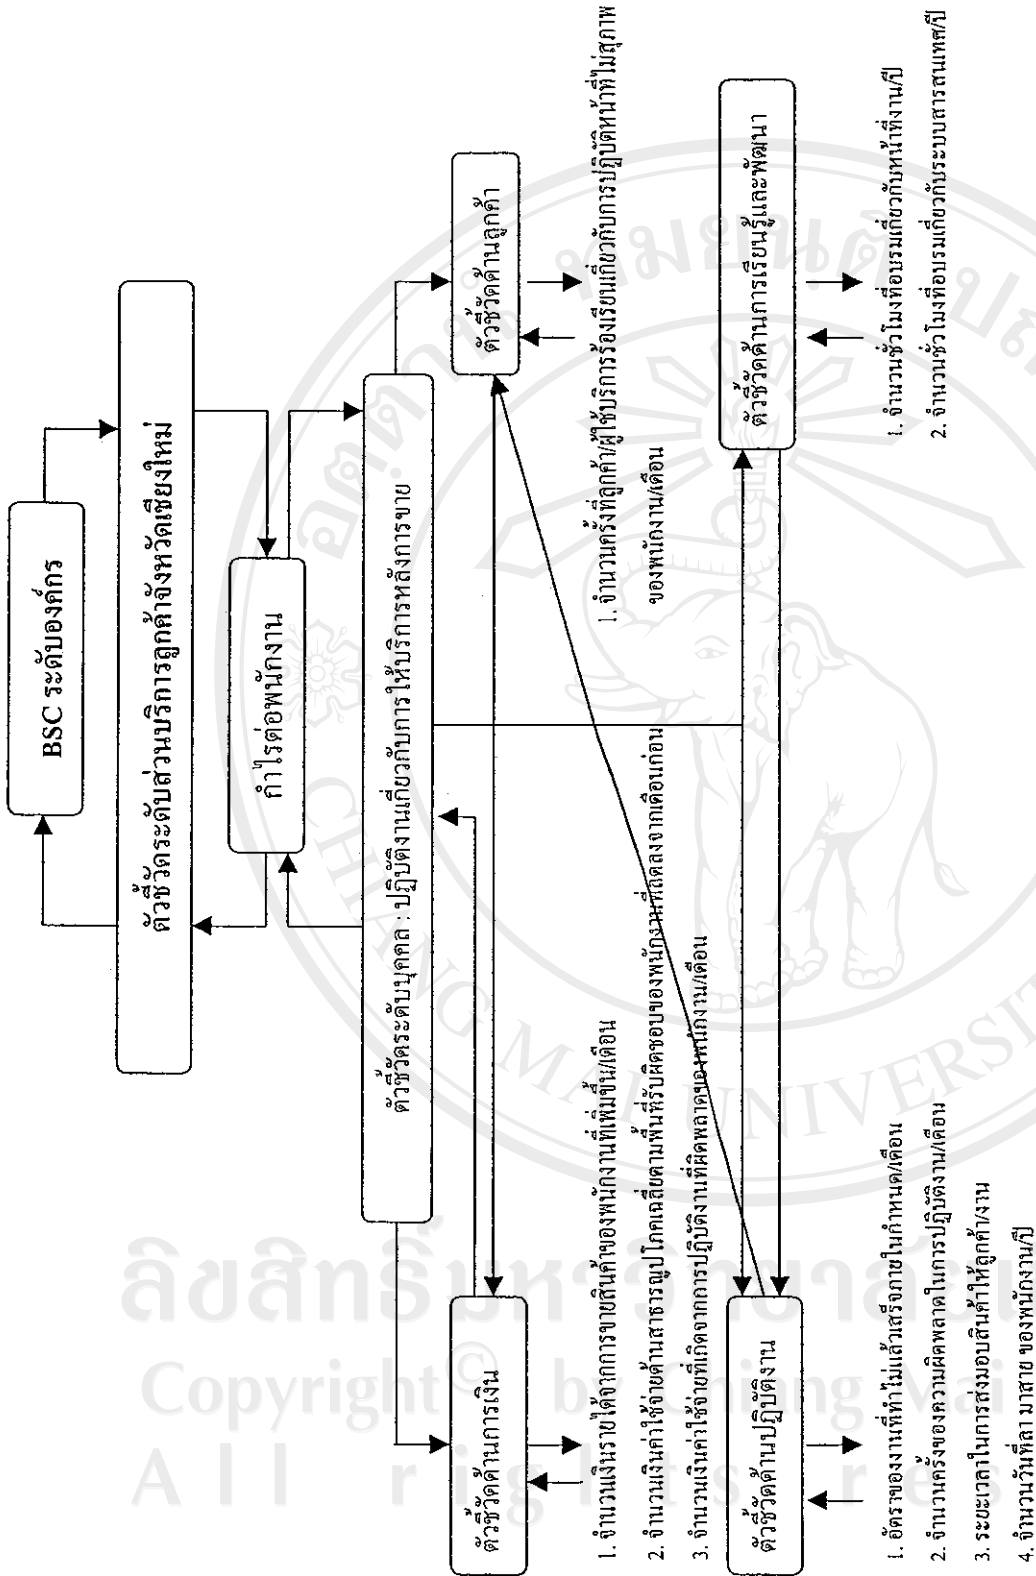 BSC ระดับองค์กร
ตัวชี้วัดระดับส่วนบริการลูกค้าจังหวัดเชียงใหม่
กำไรต่อพนักงาน
ตัวชี้วัดระดับบุคคล : ปฏิบัติงานเกี่ยวกับการให้บริการหลังการขาย
ตัวชี้วัดด้านการเงิน
ตัวชี้วัดด้านลูกค้า
1. จำนวนเงินรายได้จากการขายสินค้าของพนักงานที่เพิ่มขึ้น/เดือน
2. จำนวนเงินค่าใช้จ่ายด้านสาธารณูปโภคเฉลี่ยตามพื้นที่รับผิดชอบของพนักงานที่ลดลงจากเดือนก่อน
3. จำนวนเงินค่าใช้จ่ายที่เกิดจากการปฏิบัติงานที่ผิดพลาดของพนักงาน/เดือน
1. จำนวนครั้งที่ลูกค้า/ผู้ใช้บริการร้องเรียนเกี่ยวกับการปฏิบัติหน้าที่ไม่สุภาพ
ของพนักงาน/เดือน
ตัวชี้วัดด้านปฏิบัติงาน
ตัวชี้วัดด้านการเรียนรู้และพัฒนา
1. อัตราของงานที่ทำไม่แล้วเสร็จภายในกำหนด/เดือน
2. จำนวนครั้งของความผิดพลาดในการปฏิบัติงาน/เดือน
3. ระยะเวลาในการส่งมอบสินค้าให้ลูกค้า/งาน
4. จำนวนวันที่ลา มาสาย ของพนักงาน/ปี
1. จำนวนชั่วโมงที่อบรมเกี่ยวกับหน้าที่งาน/ปี
2. จำนวนชั่วโมงที่อบรมเกี่ยวกับระบบสารสนเทศ/ปี
CHIANG MAI UNIVERSI
Copyright© by Chiang Mai
All rights res